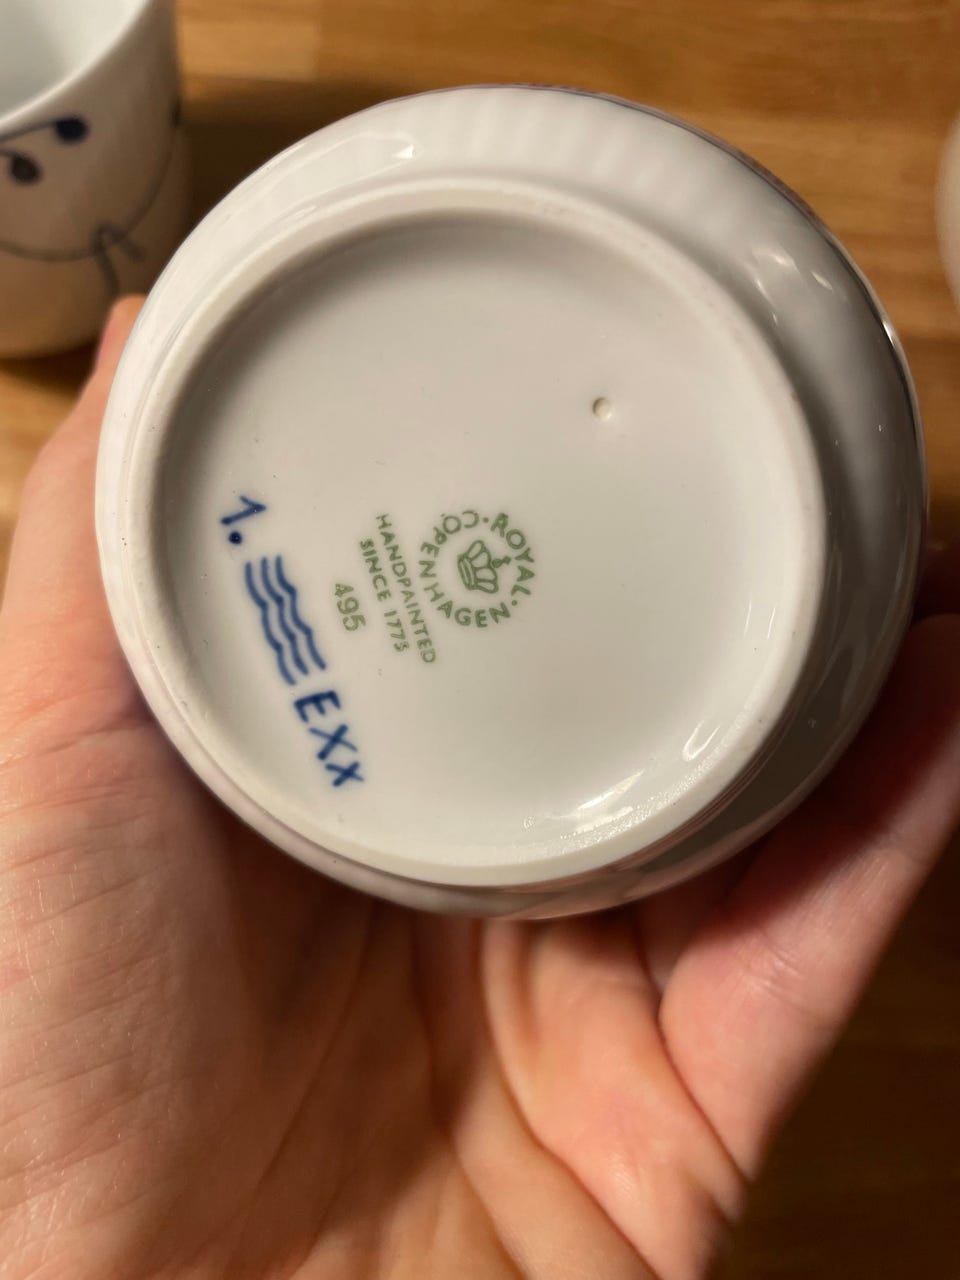 ROYAL · COPENHAGEN ·
HANDPAINTED
SINCE 1775
495
1. EXx